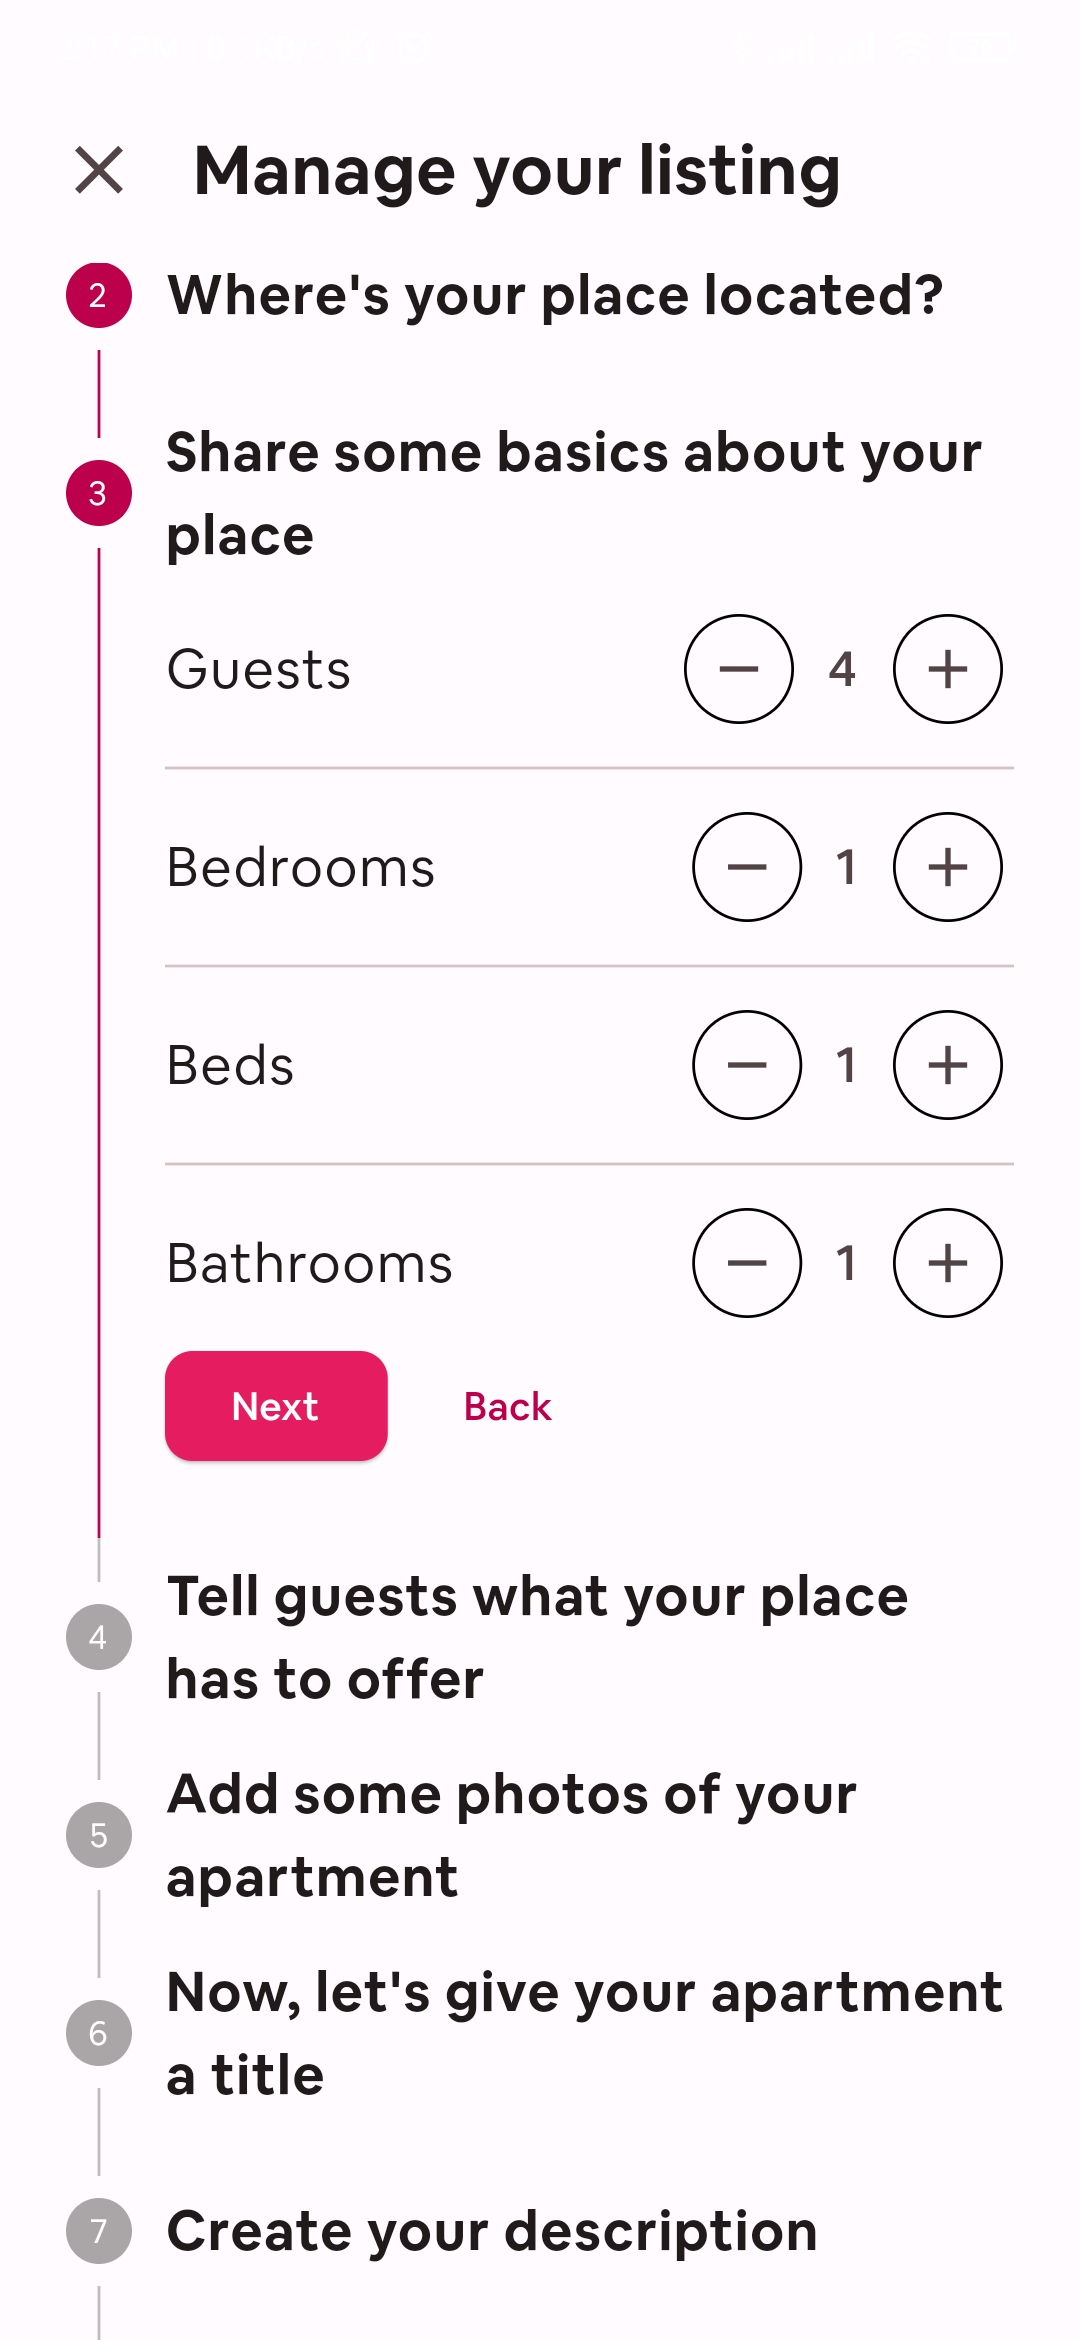 Manage your listing
2 Where's your place located?
3 Share some basics about your
place
Guests 4
Bedrooms 1
Beds 1
Bathrooms 1
Next Back
4 Tell guests what your place
has to offer
5 Add some photos of your
apartment
6 Now, let's give your apartment
a title
7 Create your description